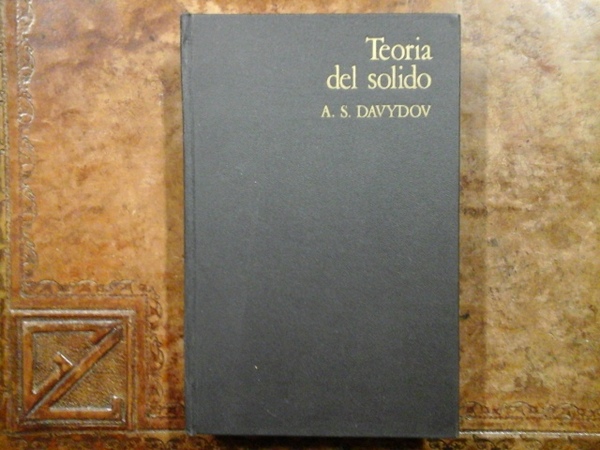 Teoria
del solido
A. S. DAVYDOV